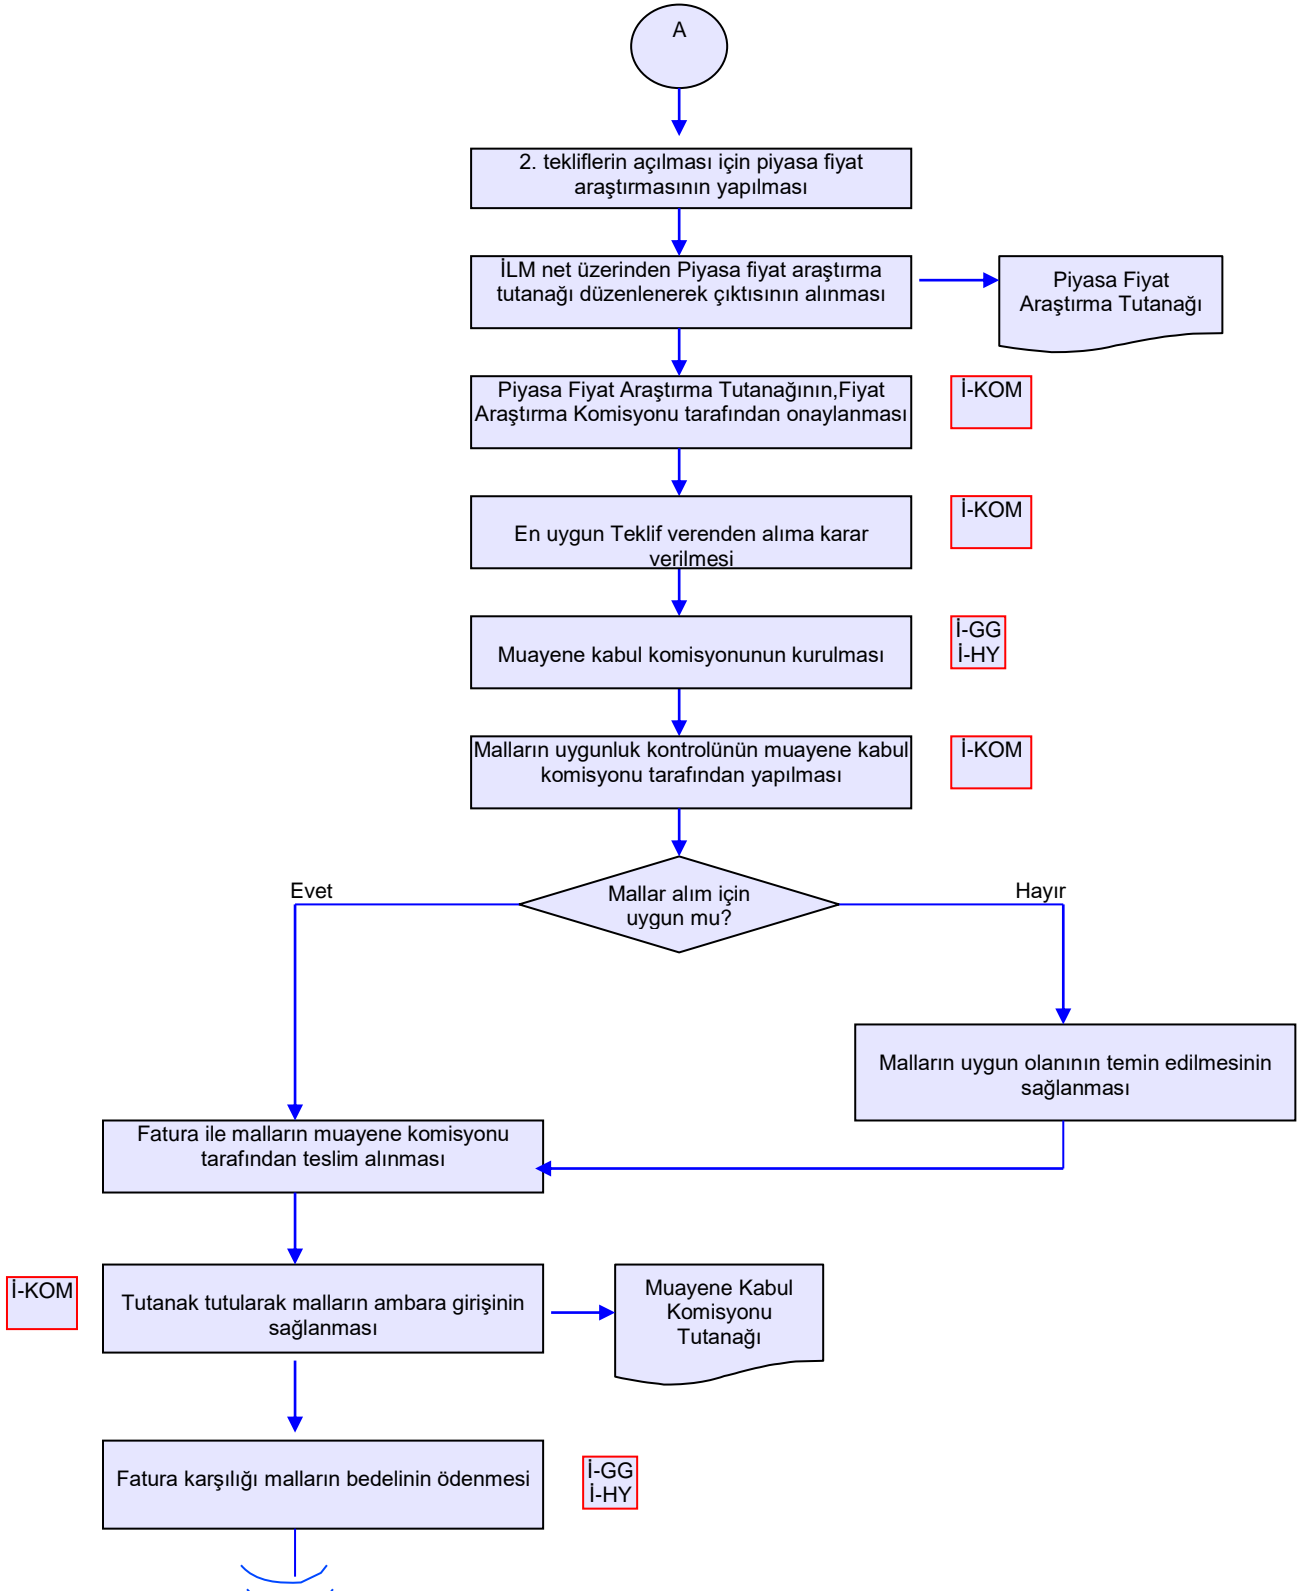 A
2. tekliflerin açılması için piyasa fiyat
araştırmasının yapılması
İLM net üzerinden Piyasa fiyat araştırma
tutanağı düzenlenerek çıktısının alınması
Piyasa Fiyat
Araştırma Tutanağı
Piyasa Fiyat Araştırma Tutanağının,Fiyat
Araştırma Komisyonu tarafından onaylanması
İ-KOM
En uygun Teklif verenden alıma karar
verilmesi
İ-KOM
Muayene kabul komisyonunun kurulması
İ-GG
İ-HY
Malların uygunluk kontrolünün muayene kabul
komisyonu tarafından yapılması
İ-KOM
Mallar alım için
uygun mu?
Evet
Hayır
Malların uygun olanının temin edilmesinin
sağlanması
Fatura ile malların muayene komisyonu
tarafından teslim alınması
İ-KOM
Tutanak tutularak malların ambara girişinin
sağlanması
Muayene Kabul
Komisyonu
Tutanağı
Fatura karşılığı malların bedelinin ödenmesi
İ-GG
İ-HY